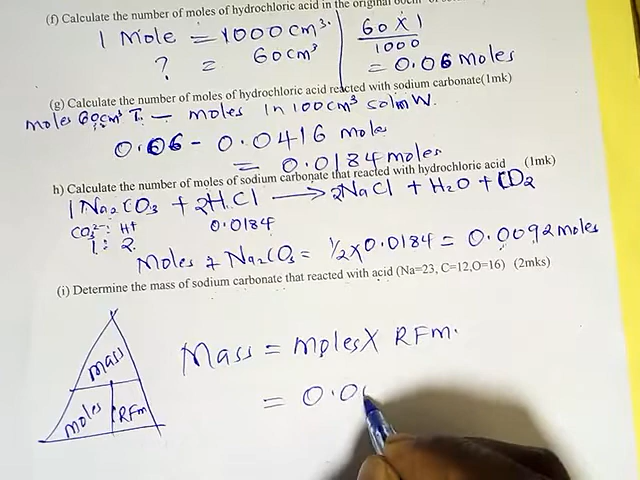 (f) Calculate the number of moles of hydrochloric acid in the original 60cm³ of
1 Mole = 1000cm³.
? = 60cm³
60 X 1
1000
= 0.06 moles
(g) Calculate the number of moles of hydrochloric acid reacted with sodium carbonate(1mk)
moles 60cm³ T. – moles in 100cm³ soln W.
0.06 - 0.0416 mole
= 0.0184 moles
h) Calculate the number of moles of sodium carbonate that reacted with hydrochloric acid (1mk)
1Na₂CO₃ + 2HCl ⟶ 2NaCl + H₂O + CO₂
CO₃²⁻ : H⁺ 0.0184
1 : 2.
Moles of Na₂CO₃ = ½ x 0.0184 = 0.0092 moles
(i) Determine the mass of sodium carbonate that reacted with acid (Na=23, C=12,O=16) (2mks)
Mass
moles RFm
Mass = moles X RFm.
= 0.0